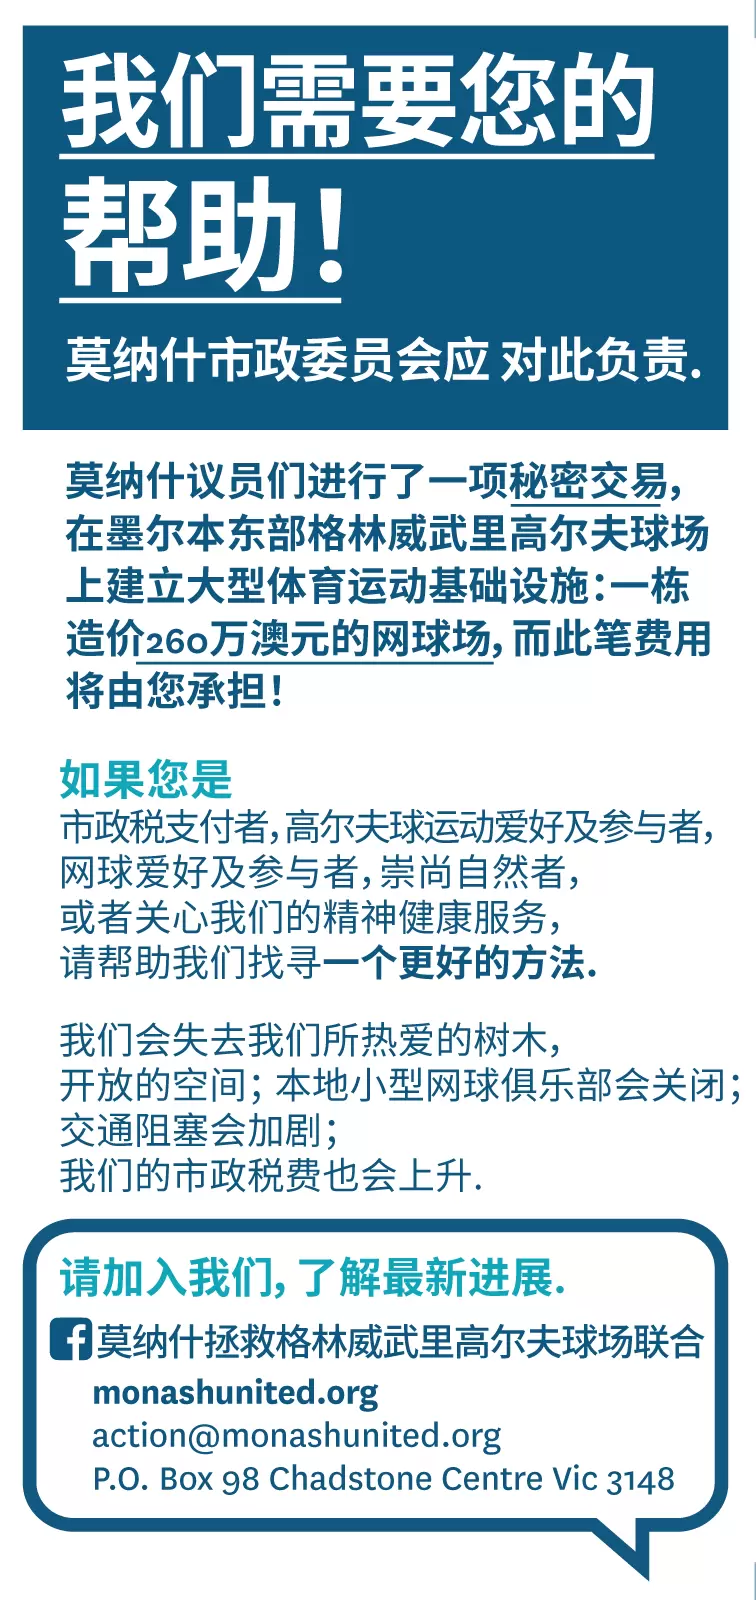 我们需要您的
帮助！
莫纳什市政委员会应 对此负责.
莫纳什议员们进行了一项秘密交易，
在墨尔本东部格林威武里高尔夫球场
上建立大型体育运动基础设施：一栋
造价260万澳元的网球场，而此笔费用
将由您承担！
如果您是
市政税支付者，高尔夫球运动爱好及参与者，
网球爱好及参与者，崇尚自然者，
或者关心我们的精神健康服务，
请帮助我们找寻一个更好的方法.
我们会失去我们所热爱的树木，
开放的空间；本地小型网球俱乐部会关闭；
交通阻塞会加剧；
我们的市政税费也会上升.
请加入我们，了解最新进展.
莫纳什拯救格林威武里高尔夫球场联合
monashunited.org
action@monashunited.org
P.O. Box 98 Chadstone Centre Vic 3148